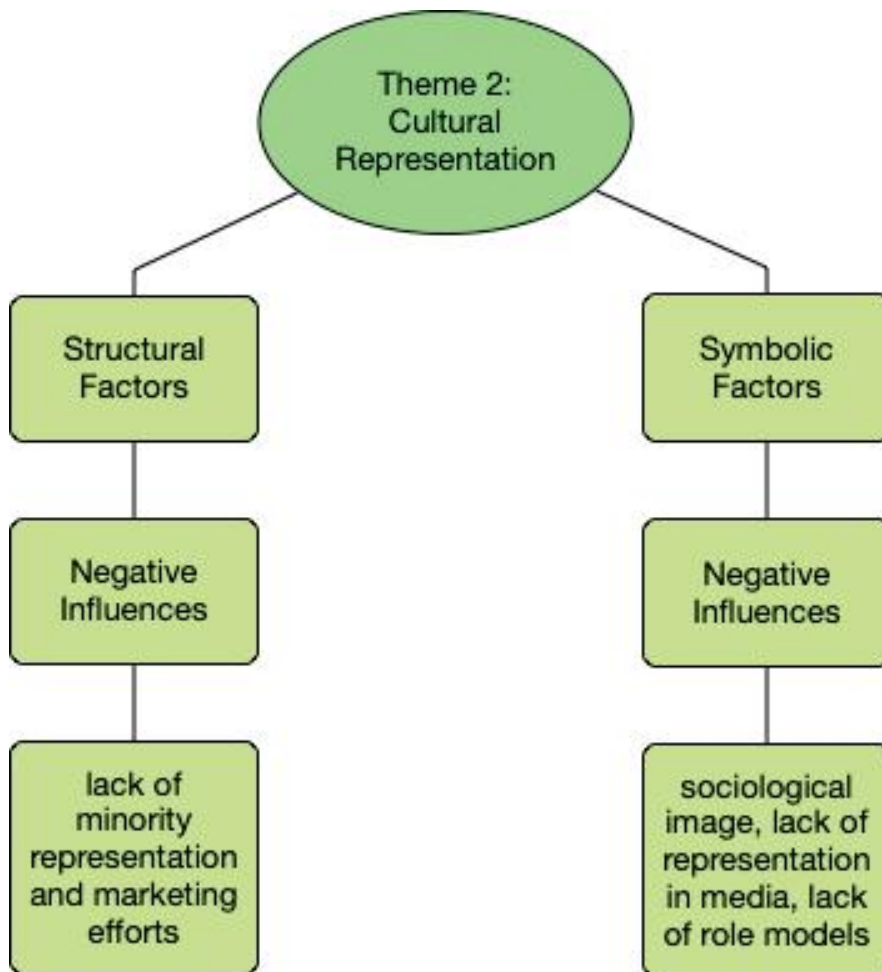 Theme 2:
Cultural
Representation
Structural
Factors
Negative
Influences
lack of
minority
representation
and marketing
efforts
Symbolic
Factors
Negative
Influences
sociological
image, lack of
representation
in media, lack
of role models